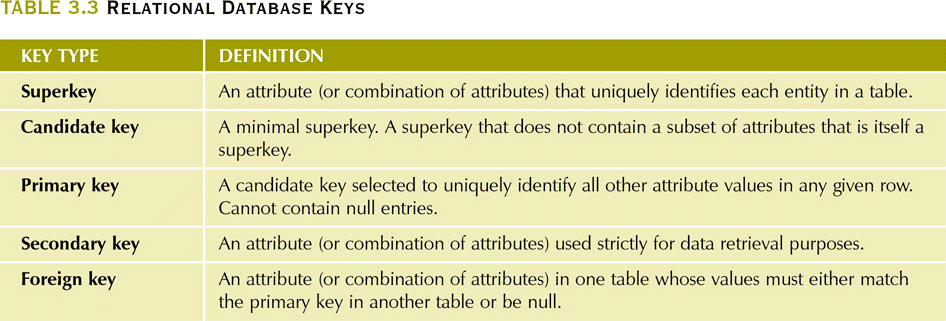 TABLE 3.3 RELATIONAL DATABASE KEYS
KEY TYPE DEFINITION
Superkey An attribute (or combination of attributes) that uniquely identifies each entity in a table.
Candidate key A minimal superkey. A superkey that does not contain a subset of attributes that is itself a
superkey.
Primary key A candidate key selected to uniquely identify all other attribute values in any given row.
Cannot contain null entries.
Secondary key An attribute (or combination of attributes) used strictly for data retrieval purposes.
Foreign key An attribute (or combination of attributes) in one table whose values must either match
the primary key in another table or be null.